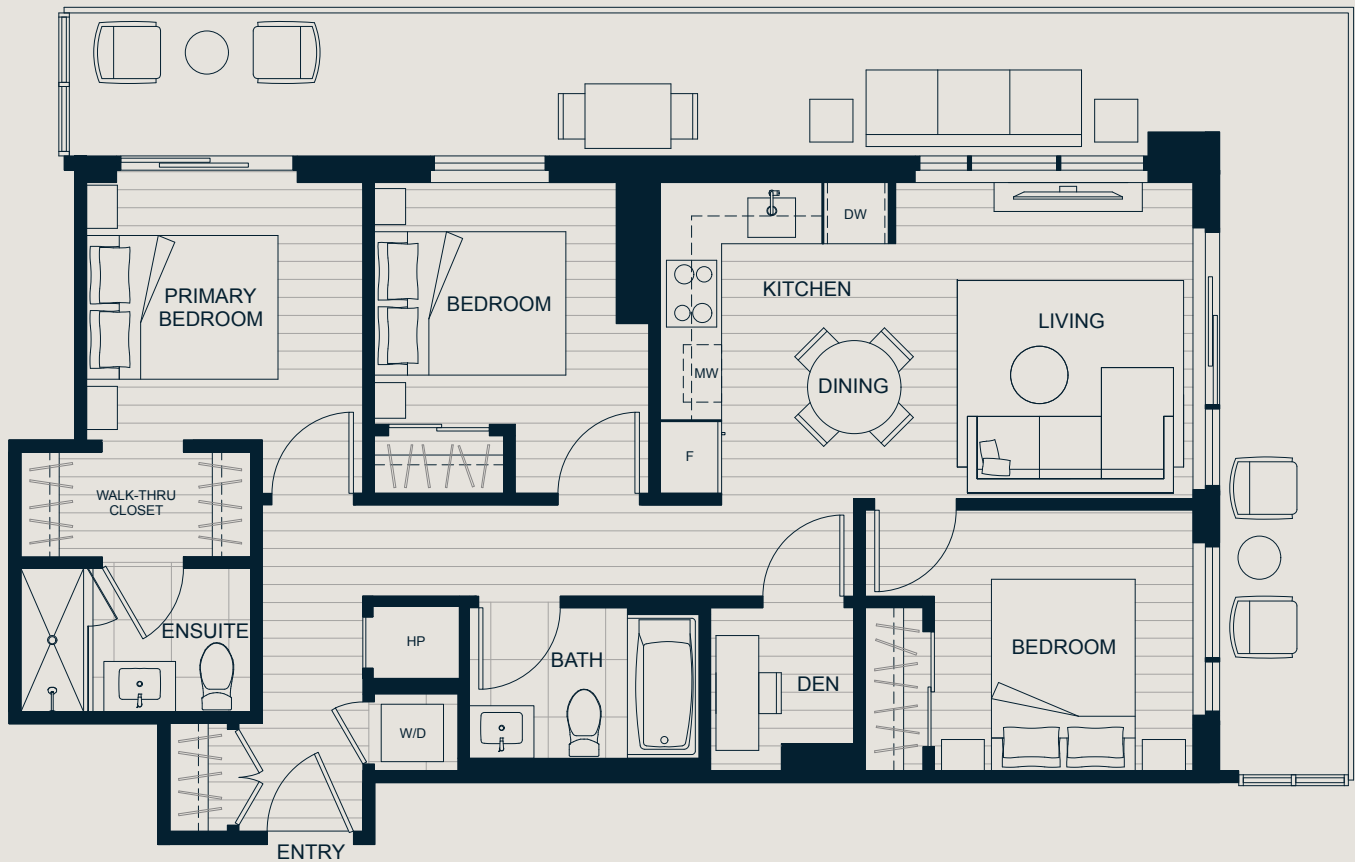 DW
KITCHEN
PRIMARY
BEDROOM
BEDROOM
LIVING
MW
DINING
F
WALK-THRU
CLOSET
ENSUITE
HP
BATH
BEDROOM
DEN
W/D
ENTRY